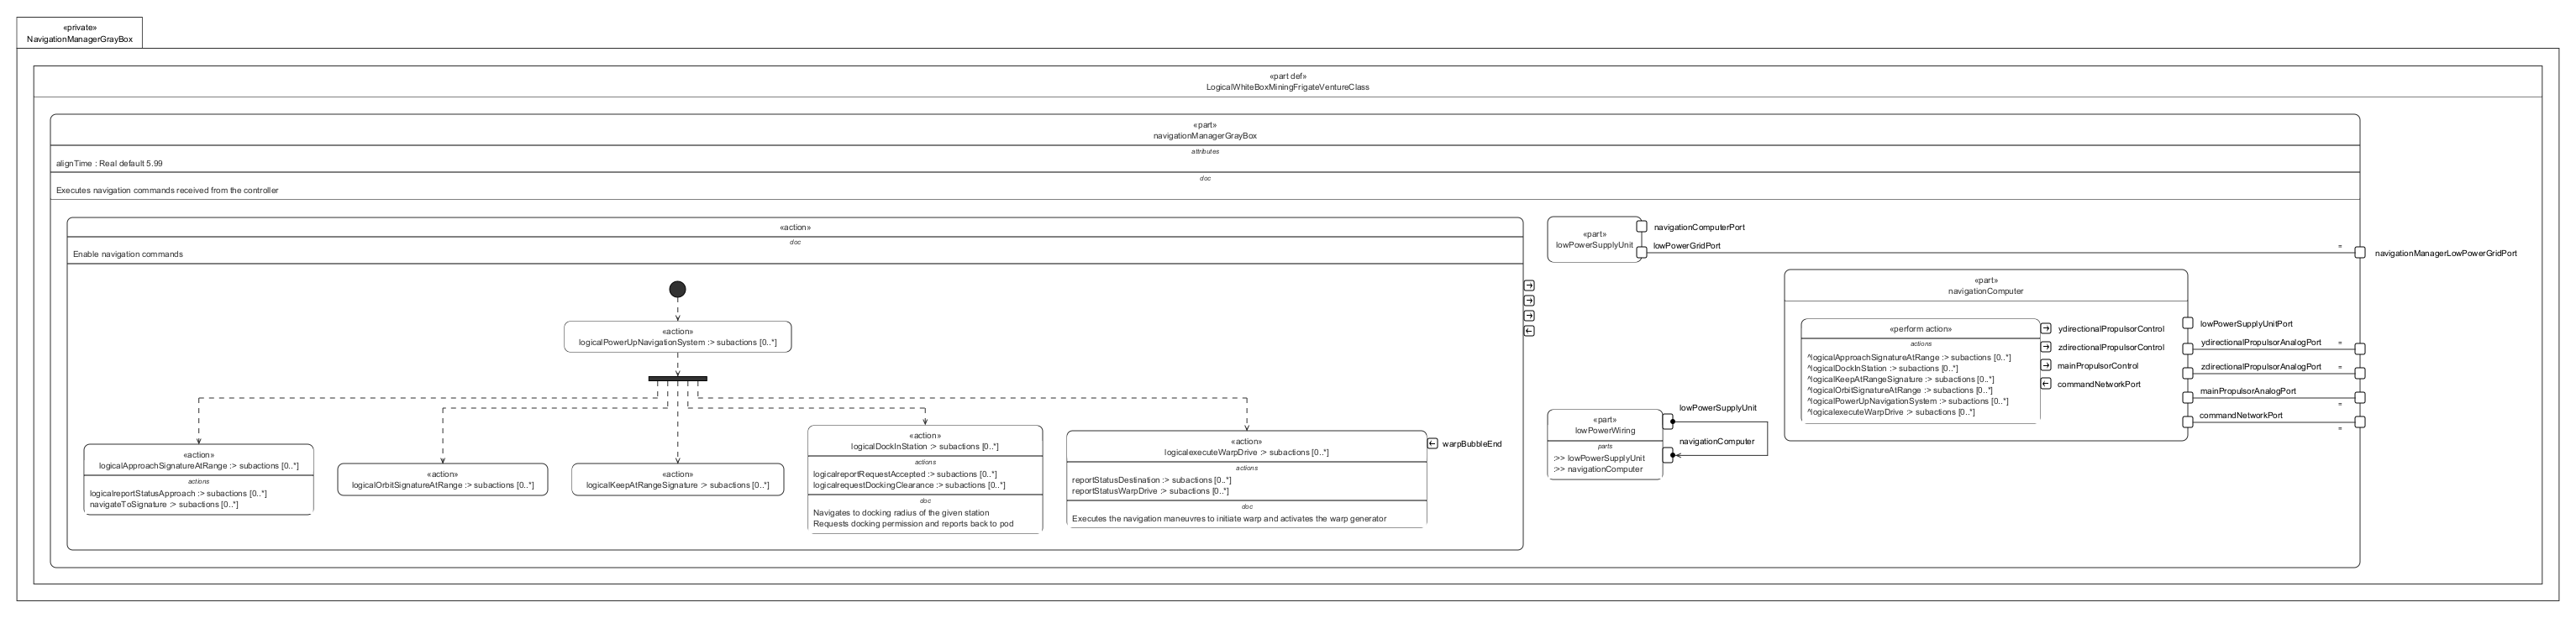 «private»
NavigationManagerGrayBox
«part def»
LogicalWhiteBoxMiningFrigateVentureClass
«part»
navigationManagerGrayBox
attributes
alignTime : Real default 5.99
doc
Executes navigation commands received from the controller
«action»
doc
Enable navigation commands
«action»
logicalPowerUpNavigationSystem :> subactions [0..*]
«action»
logicalApproachSignatureAtRange :> subactions [0..*]
actions
logicalreportStatusApproach :> subactions [0..*]
navigateToSignature :> subactions [0..*]
«action»
logicalOrbitSignatureAtRange :> subactions [0..*]
«action»
logicalKeepAtRangeSignature :> subactions [0..*]
«action»
logicalDockInStation :> subactions [0..*]
actions
logicalreportRequestAccepted :> subactions [0..*]
logicalrequestDockingClearance :> subactions [0..*]
doc
Navigates to docking radius of the given station
Requests docking permission and reports back to pod
«action»
logicalexecuteWarpDrive :> subactions [0..*]
actions
reportStatusDestination :> subactions [0..*]
reportStatusWarpDrive :> subactions [0..*]
doc
Executes the navigation maneuvres to initiate warp and activates the warp generator
warpBubbleEnd
«part»
lowPowerSupplyUnit
navigationComputerPort
lowPowerGridPort
=
navigationManagerLowPowerGridPort
«part»
navigationComputer
«perform action»
actions
^logicalApproachSignatureAtRange :> subactions [0..*]
^logicalDockInStation :> subactions [0..*]
^logicalKeepAtRangeSignature :> subactions [0..*]
^logicalOrbitSignatureAtRange :> subactions [0..*]
^logicalPowerUpNavigationSystem :> subactions [0..*]
^logicalexecuteWarpDrive :> subactions [0..*]
ydirectionalPropulsorControl
zdirectionalPropulsorControl
mainPropulsorControl
commandNetworkPort
lowPowerSupplyUnitPort
ydirectionalPropulsorAnalogPort
=
zdirectionalPropulsorAnalogPort
=
mainPropulsorAnalogPort
=
commandNetworkPort
=
«part»
lowPowerWiring
parts
:>> lowPowerSupplyUnit
:>> navigationComputer
lowPowerSupplyUnit
navigationComputer